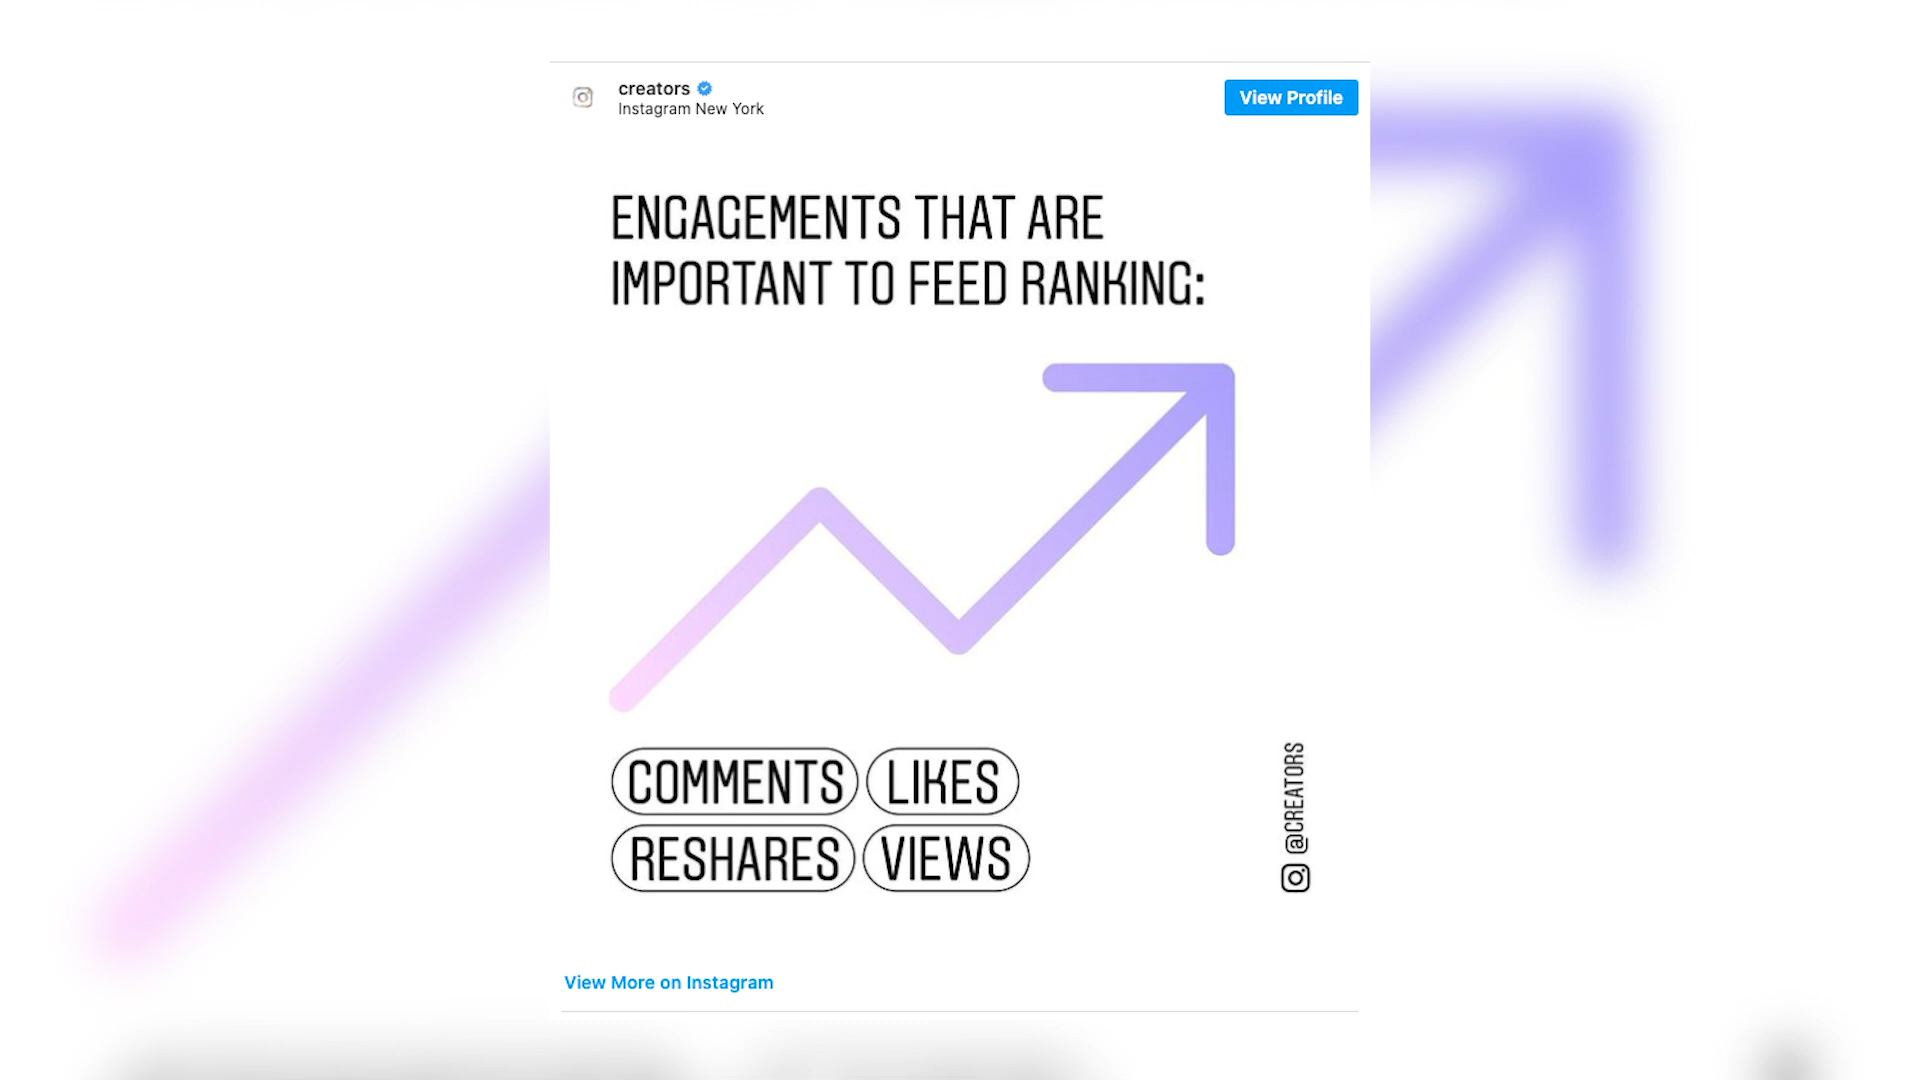 creators
Instagram New York
View Profile
ENGAGEMENTS THAT ARE
IMPORTANT TO FEED RANKING:
COMMENTS LIKES
RESHARES VIEWS
@CREATORS
View More on Instagram